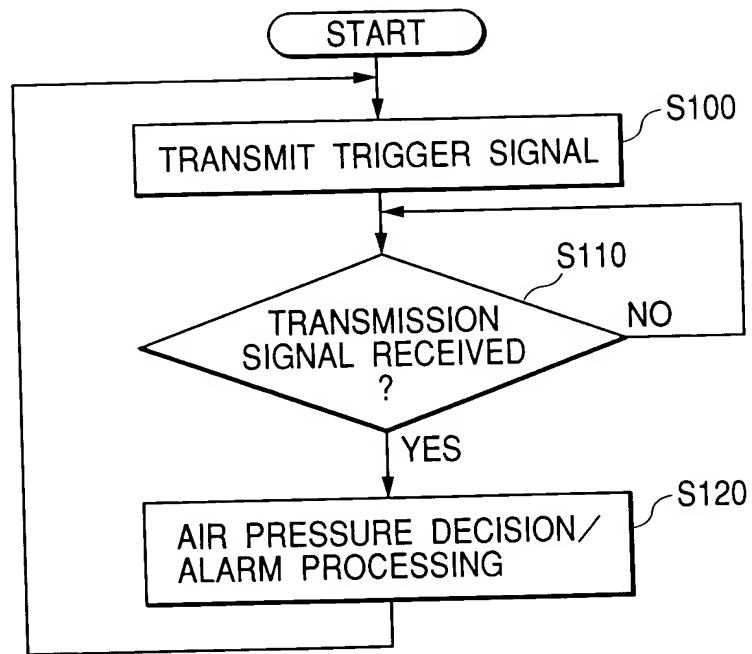 START
S100
TRANSMIT TRIGGER SIGNAL
S110
TRANSMISSION
SIGNAL RECEIVED
?
NO
YES
S120
AIR PRESSURE DECISION/
ALARM PROCESSING